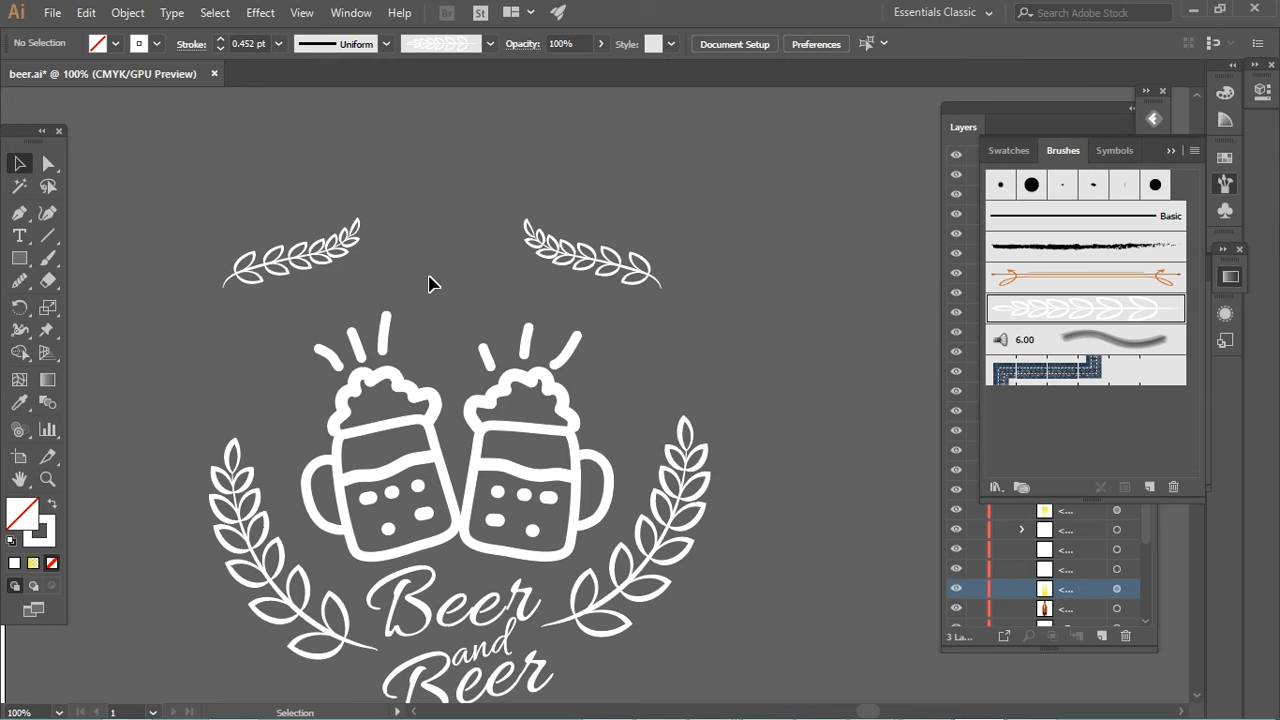 Ai File Edit Object Type Select Effect View Window Help Br St Essentials Classic Search Adobe Stock
No Selection Stroke: 0.452 pt Uniform Opacity: 100% Style: Document Setup Preferences
beer.ai* @ 100% (CMYK/GPU Preview)
Layers
Swatches Brushes Symbols
Basic
6.00
<...
<...
<...
<...
<...
<...
Beer
and
Beer
3 La...
100% 1 Selection